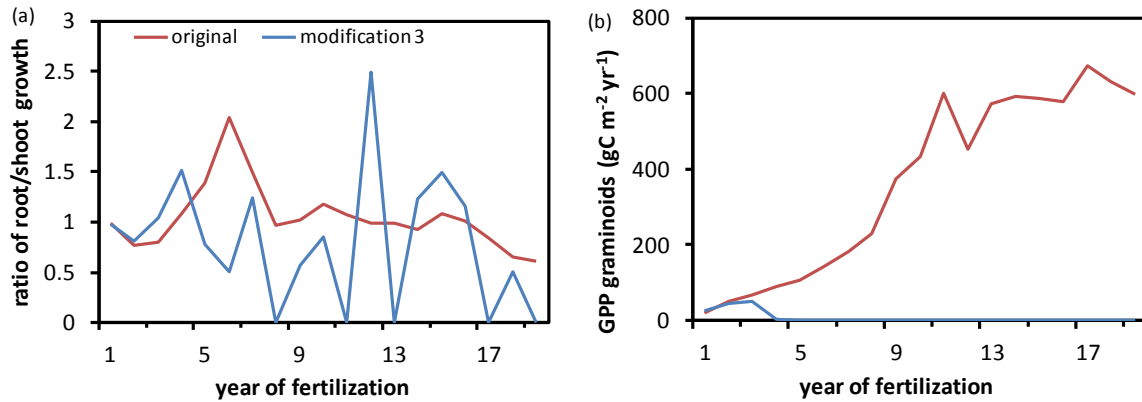 (a)
ratio of root/shoot growth
3
2.5
2
1.5
1
0.5
0
original
modification 3
1 5 9 13 17
year of fertilization
(b)
GPP graminoids (gC m⁻² yr⁻¹)
800
600
400
200
0
1 5 9 13 17
year of fertilization